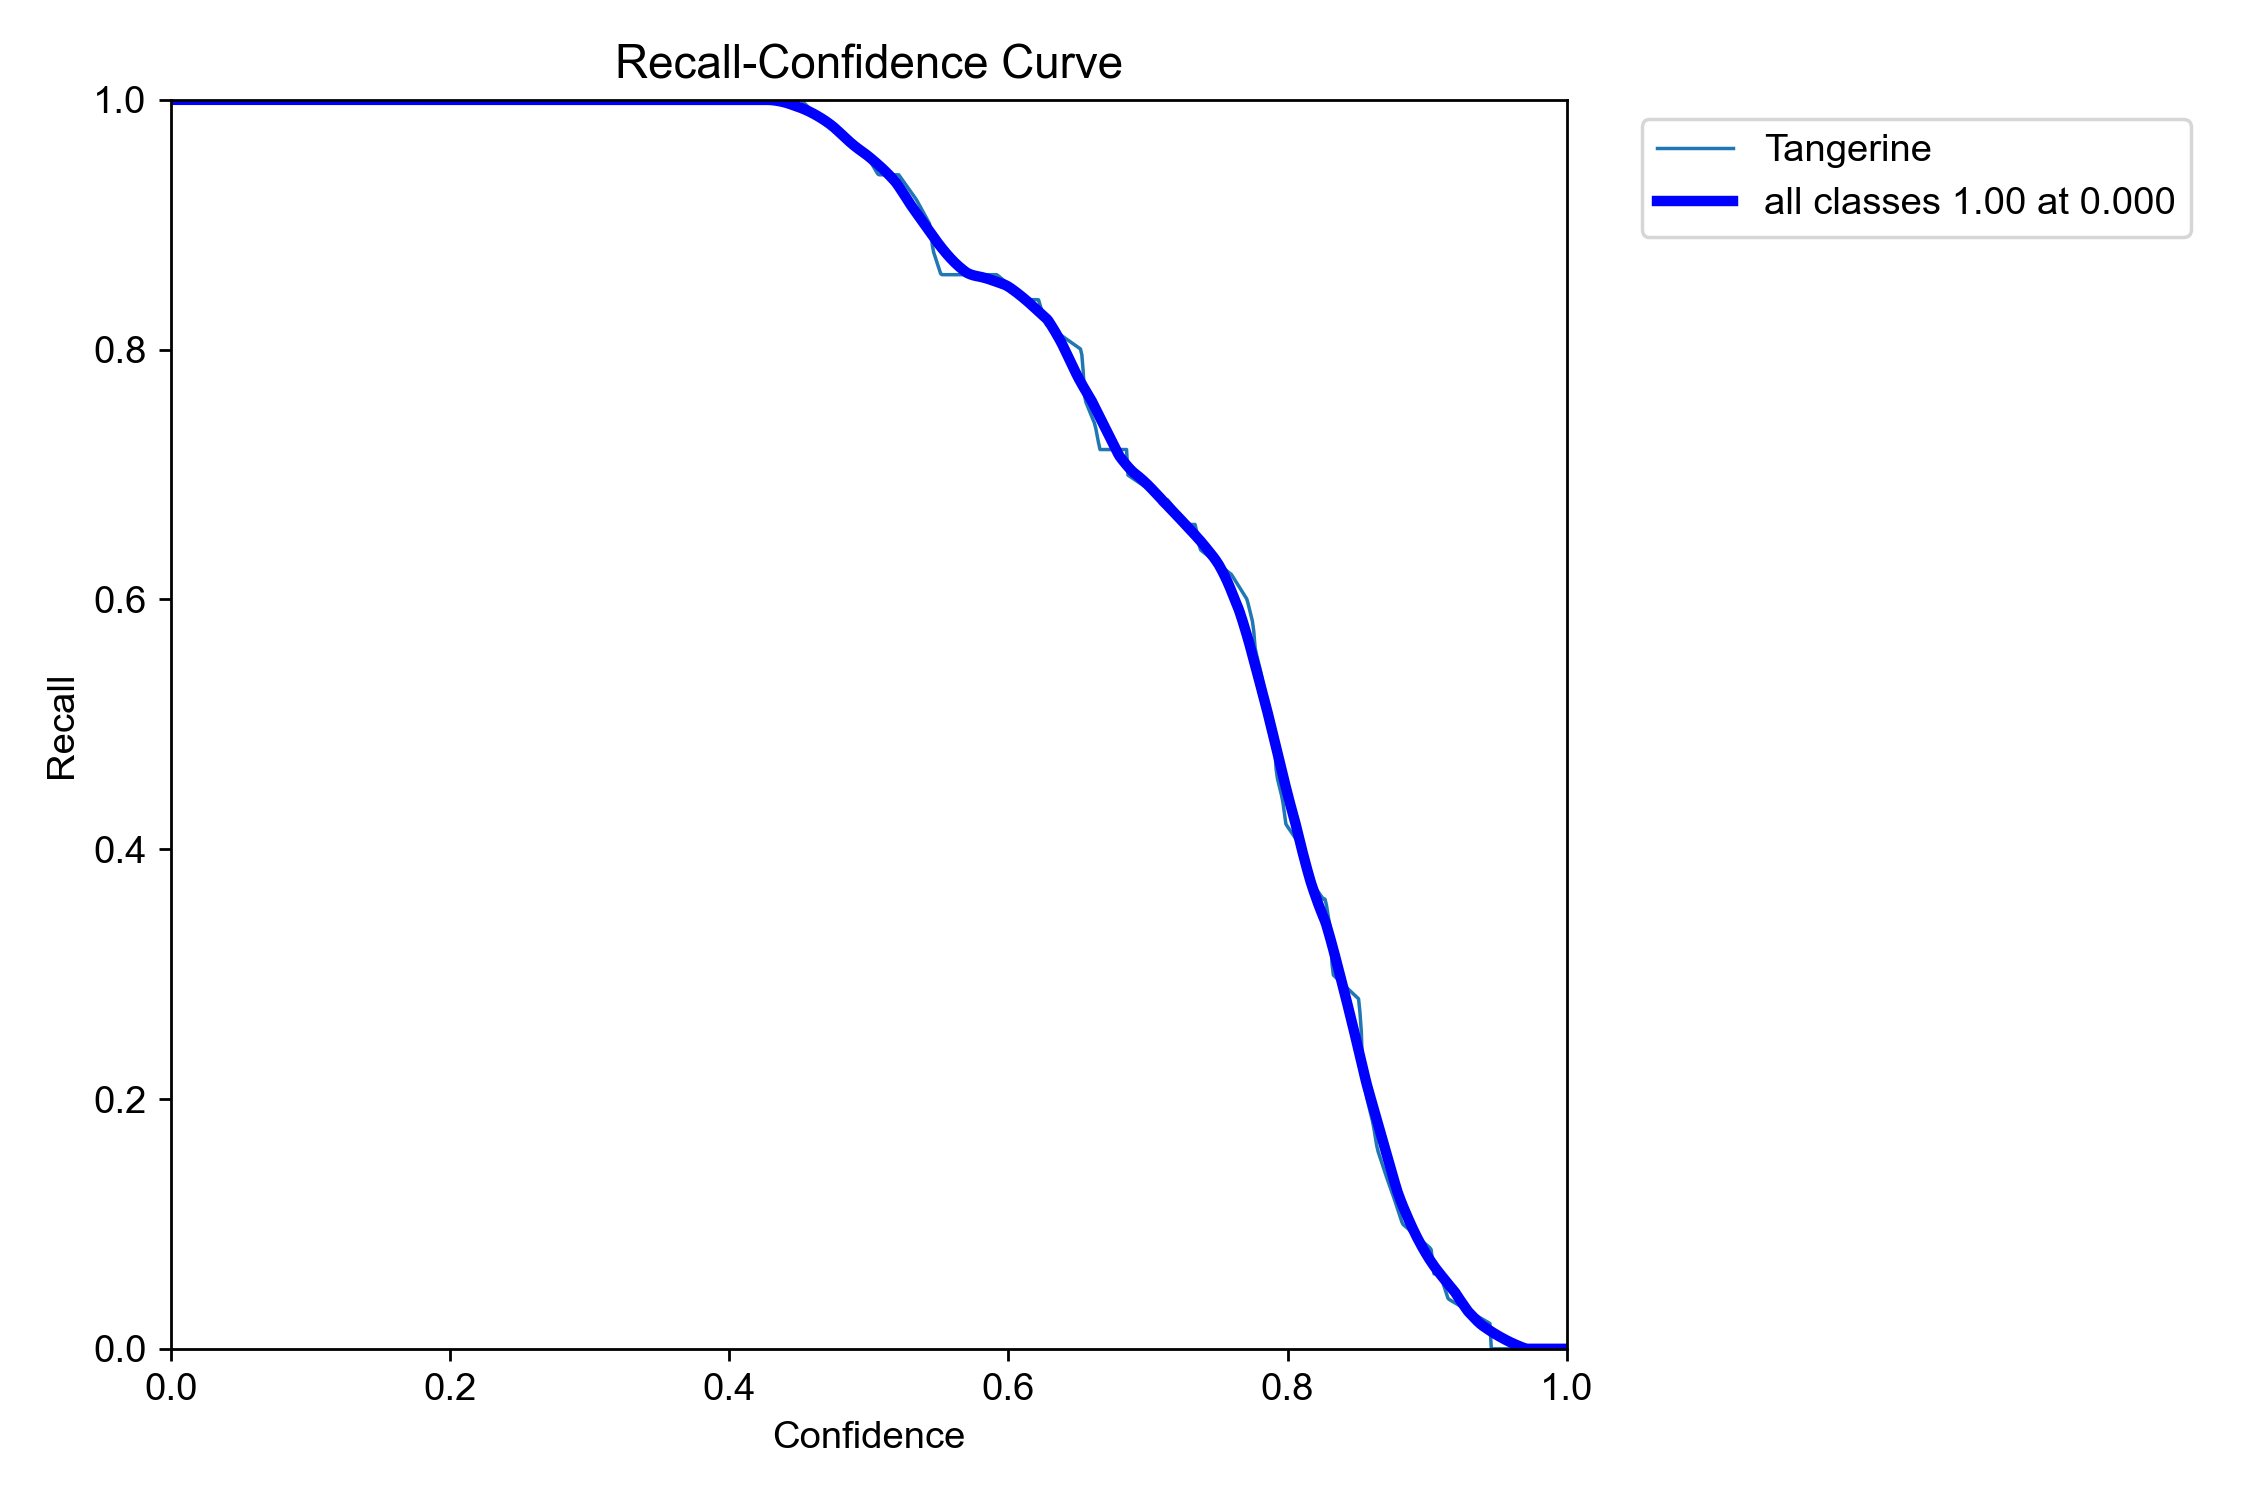 Recall-Confidence Curve
1.0
0.8
0.6
0.4
0.2
0.0
Recall
0.0 0.2 0.4 0.6 0.8 1.0
Confidence
Tangerine
all classes 1.00 at 0.000